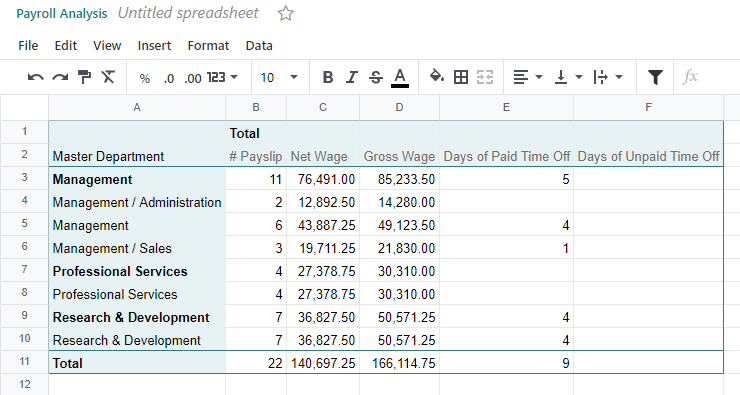 Payroll Analysis Untitled spreadsheet
File Edit View Insert Format Data
% .0 .00 123 10 B I S A fx
A B C D E F
1 Total
2 Master Department # Payslip Net Wage Gross Wage Days of Paid Time Off Days of Unpaid Time Off
3 Management 11 76,491.00 85,233.50 5
4 Management / Administration 2 12,892.50 14,280.00
5 Management 6 43,887.25 49,123.50 4
6 Management / Sales 3 19,711.25 21,830.00 1
7 Professional Services 4 27,378.75 30,310.00
8 Professional Services 4 27,378.75 30,310.00
9 Research & Development 7 36,827.50 50,571.25 4
10 Research & Development 7 36,827.50 50,571.25 4
11 Total 22 140,697.25 166,114.75 9
12